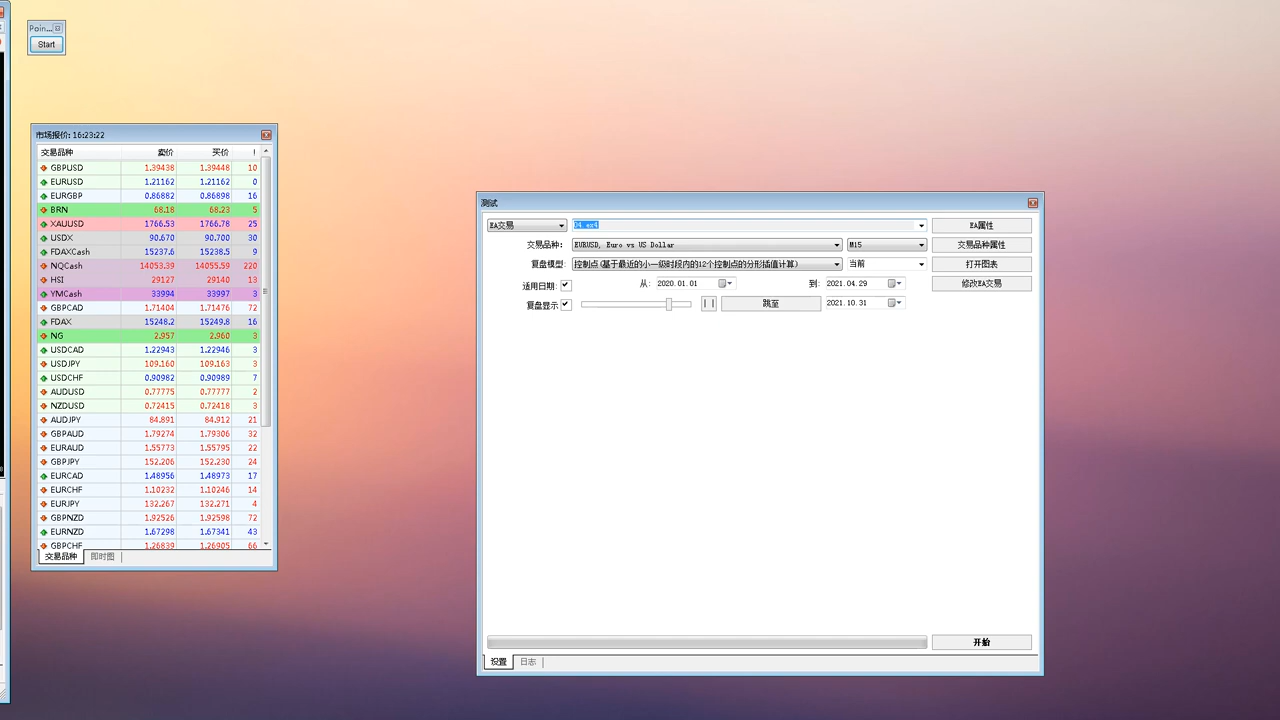 Poin...
Start
市场报价: 16:23:22
交易品种 卖价 买价 !
GBPUSD 1.39438 1.39448 10
EURUSD 1.21162 1.21162 0
EURGBP 0.86882 0.86898 16
BRN 68.18 68.23 5
XAUUSD 1766.53 1766.78 25
USDX 90.670 90.700 30
FDAXCash 15237.6 15238.5 9
NQCash 14053.39 14055.59 220
HSI 29127 29140 13
YMCash 33994 33997 3
GBPCAD 1.71404 1.71476 72
FDAX 15248.2 15249.8 16
NG 2.957 2.960 3
USDCAD 1.22943 1.22946 3
USDJPY 109.160 109.163 3
USDCHF 0.90982 0.90989 7
AUDUSD 0.77775 0.77777 2
NZDUSD 0.72415 0.72418 3
AUDJPY 84.891 84.912 21
GBPAUD 1.79274 1.79306 32
EURAUD 1.55773 1.55795 22
GBPJPY 152.206 152.230 24
EURCAD 1.48956 1.48973 17
EURCHF 1.10232 1.10246 14
EURJPY 132.267 132.271 4
GBPNZD 1.92526 1.92598 72
EURNZD 1.67298 1.67341 43
GBPCHF 1.26839 1.26905 66
交易品种 即时图
测试
EA交易 04.ex4 EA属性
交易品种: EURUSD, Euro vs US Dollar M15 交易品种属性
复盘模型: 控制点(基于最近的小一级时段内的12个控制点的分形插值计算) 当前 打开图表
适用日期: 从: 2020.01.01 到: 2021.04.29 修改EA交易
复盘显示 跳至 2021.10.31
开始
设置 日志